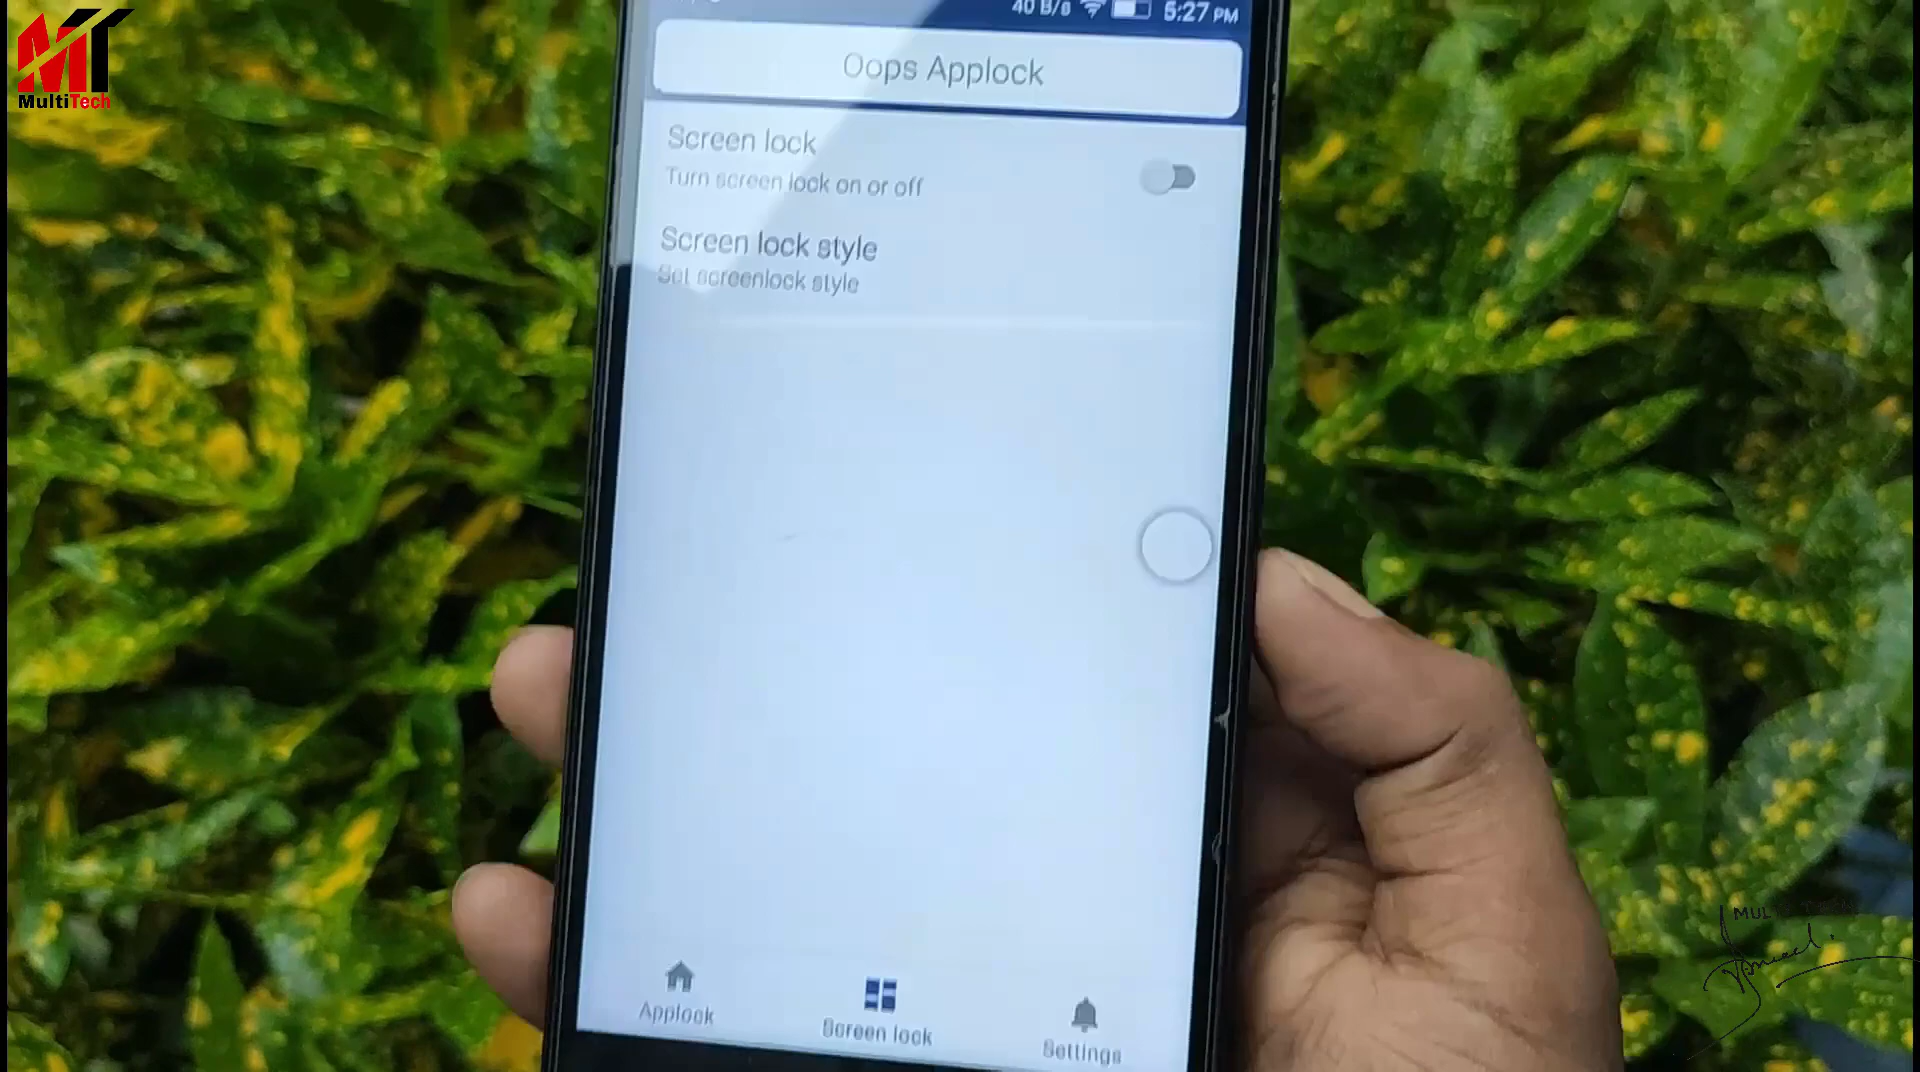 MT
MultiTech
40 B/s 5:27 PM
Oops Applock
Screen lock
Turn screen lock on or off
Screen lock style
Set screenlock style
Applock
Screen lock
Settings